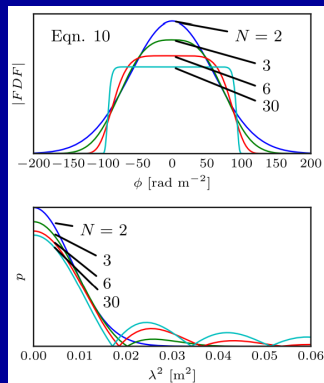 Eqn. 10
N = 2
3
6
30
|FDF|
−200 −150 −100 −50 0 50 100 150 200
ϕ [rad m⁻²]
N = 2
3
6
30
p
0.00 0.01 0.02 0.03 0.04 0.05 0.06
λ² [m²]